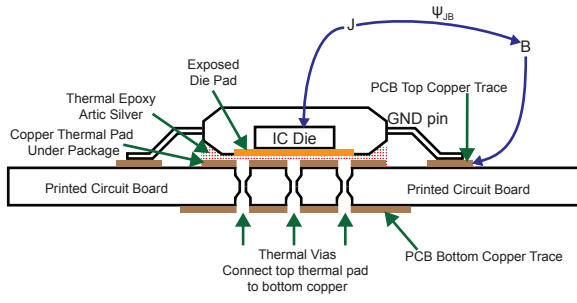 ΨJB
J
B
Exposed
Die Pad
PCB Top Copper Trace
Thermal Epoxy
Artic Silver
GND pin
Copper Thermal Pad
Under Package
IC Die
Printed Circuit Board
Printed Circuit Board
Thermal Vias
Connect top thermal pad
to bottom copper
PCB Bottom Copper Trace